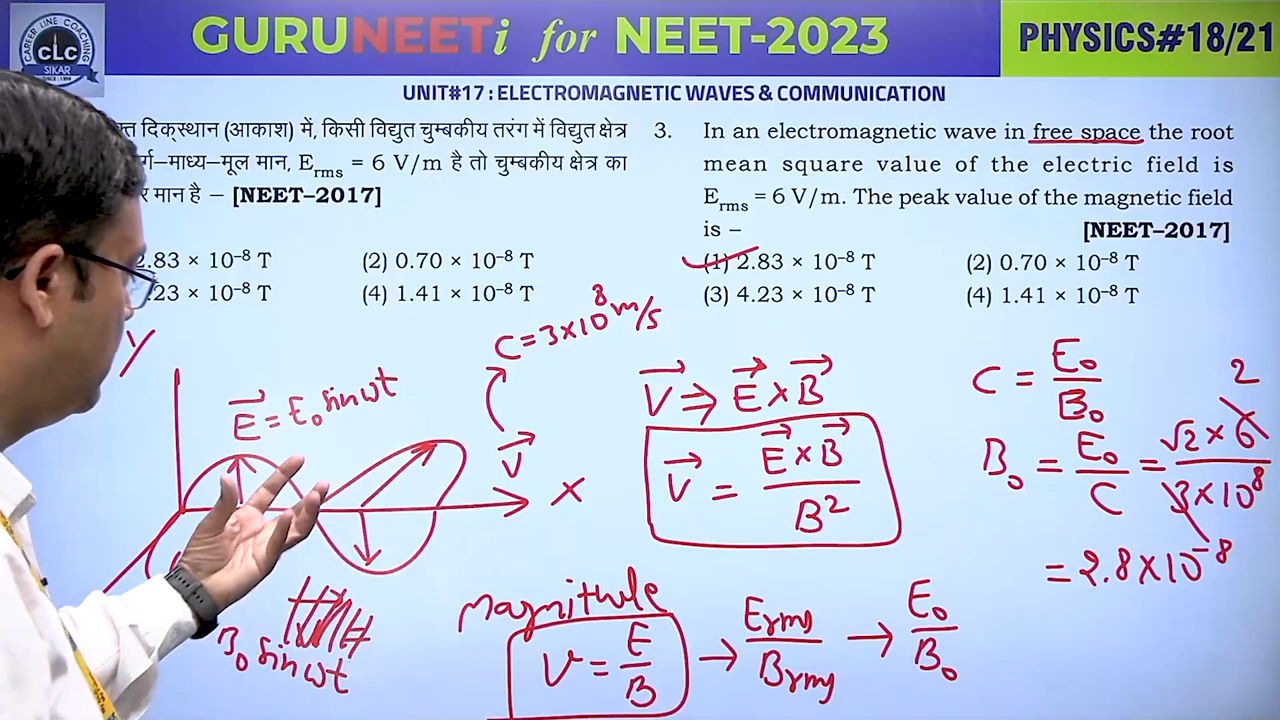 CAREER LINE COACHING
CLC
SIKAR
GURUNEETi for NEET-2023
PHYSICS#18/21
UNIT#17 : ELECTROMAGNETIC WAVES & COMMUNICATION
दिक्स्थान (आकाश) में, किसी विद्युत चुम्बकीय तरंग में विद्युत क्षेत्र
माध्य–मूल मान, Erms = 6 V/m है तो चुम्बकीय क्षेत्र का
मान है – [NEET–2017]
.83 × 10–8 T (2) 0.70 × 10–8 T
.23 × 10–8 T (4) 1.41 × 10–8 T
3. In an electromagnetic wave in free space the root
mean square value of the electric field is
Erms = 6 V/m. The peak value of the magnetic field
is – [NEET–2017]
(1) 2.83 × 10–8 T (2) 0.70 × 10–8 T
(3) 4.23 × 10–8 T (4) 1.41 × 10–8 T
Y
E⃗ = E₀ sinωt
B₀ sinωt
C = 3×10⁸ m/s
V⃗
X
V⃗ ⇒ E⃗ × B⃗
V⃗ = E⃗ × B⃗ / B²
Magnitude
V = E / B → Erms / Brms → E₀ / B₀
C = E₀ / B₀
2
B₀ = E₀ / C = √2 × 6 / 3×10⁸
= 2.8 × 10⁻⁸